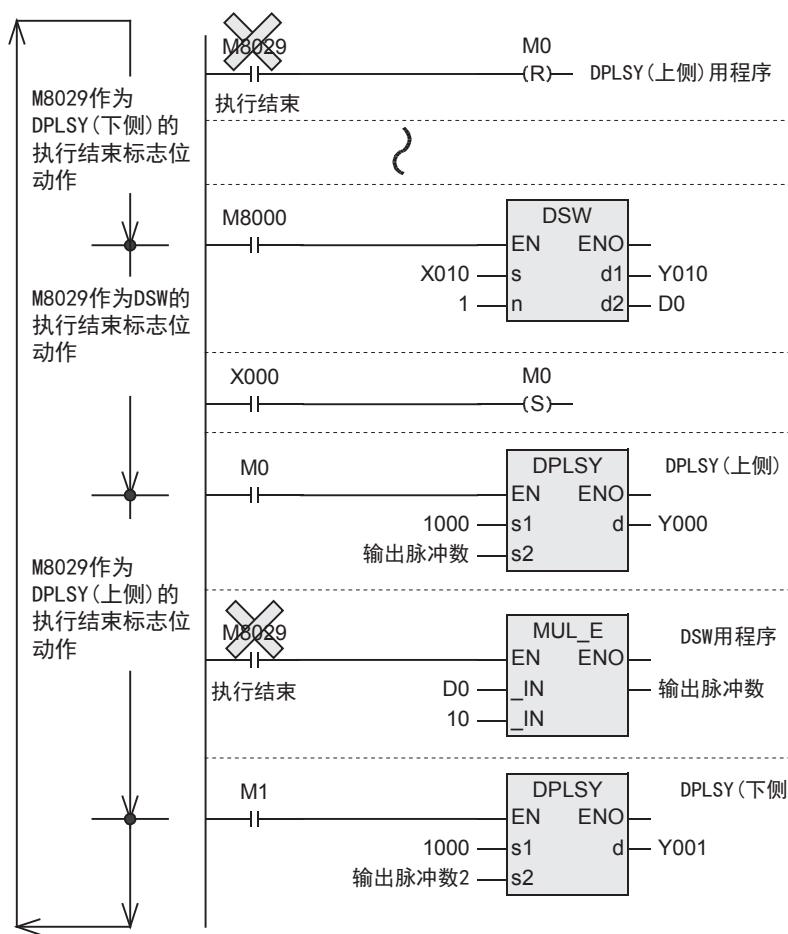 M8029 M0
(R) DPLSY(上侧)用程序
执行结束
M8029作为
DPLSY(下侧)的
执行结束标志位
动作
M8000
DSW
EN ENO
X010 s d1 Y010
1 n d2 D0
M8029作为DSW的
执行结束标志位
动作
X000 M0
(S)
M0
DPLSY DPLSY(上侧)
EN ENO
1000 s1 d Y000
输出脉冲数 s2
M8029作为
DPLSY(上侧)的
执行结束标志位
动作
M8029
执行结束
MUL_E DSW用程序
EN ENO
D0 _IN 输出脉冲数
10 _IN
M1
DPLSY DPLSY(下侧
EN ENO
1000 s1 d Y001
输出脉冲数2 s2